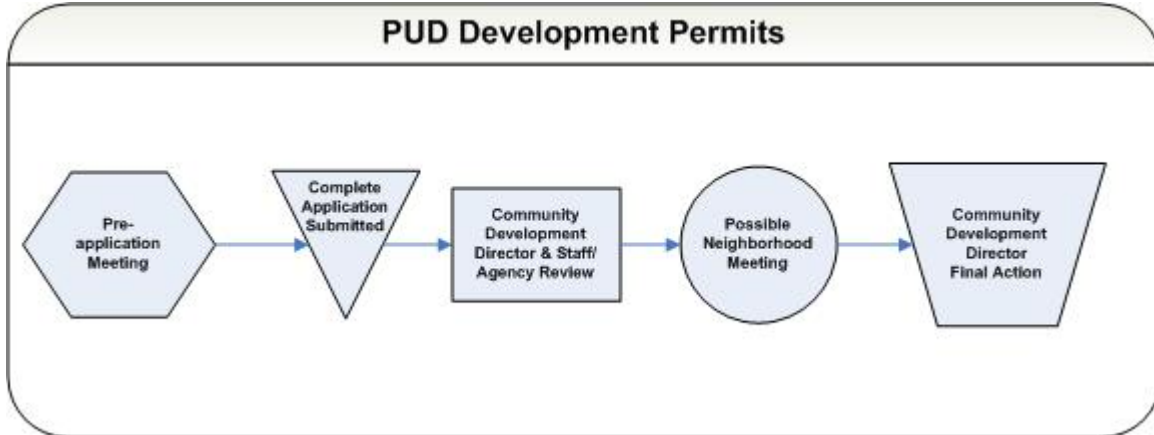 PUD Development Permits
Pre-
application
Meeting
Complete
Application
Submitted
Community
Development
Director & Staff/
Agency Review
Possible
Neighborhood
Meeting
Community
Development
Director
Final Action